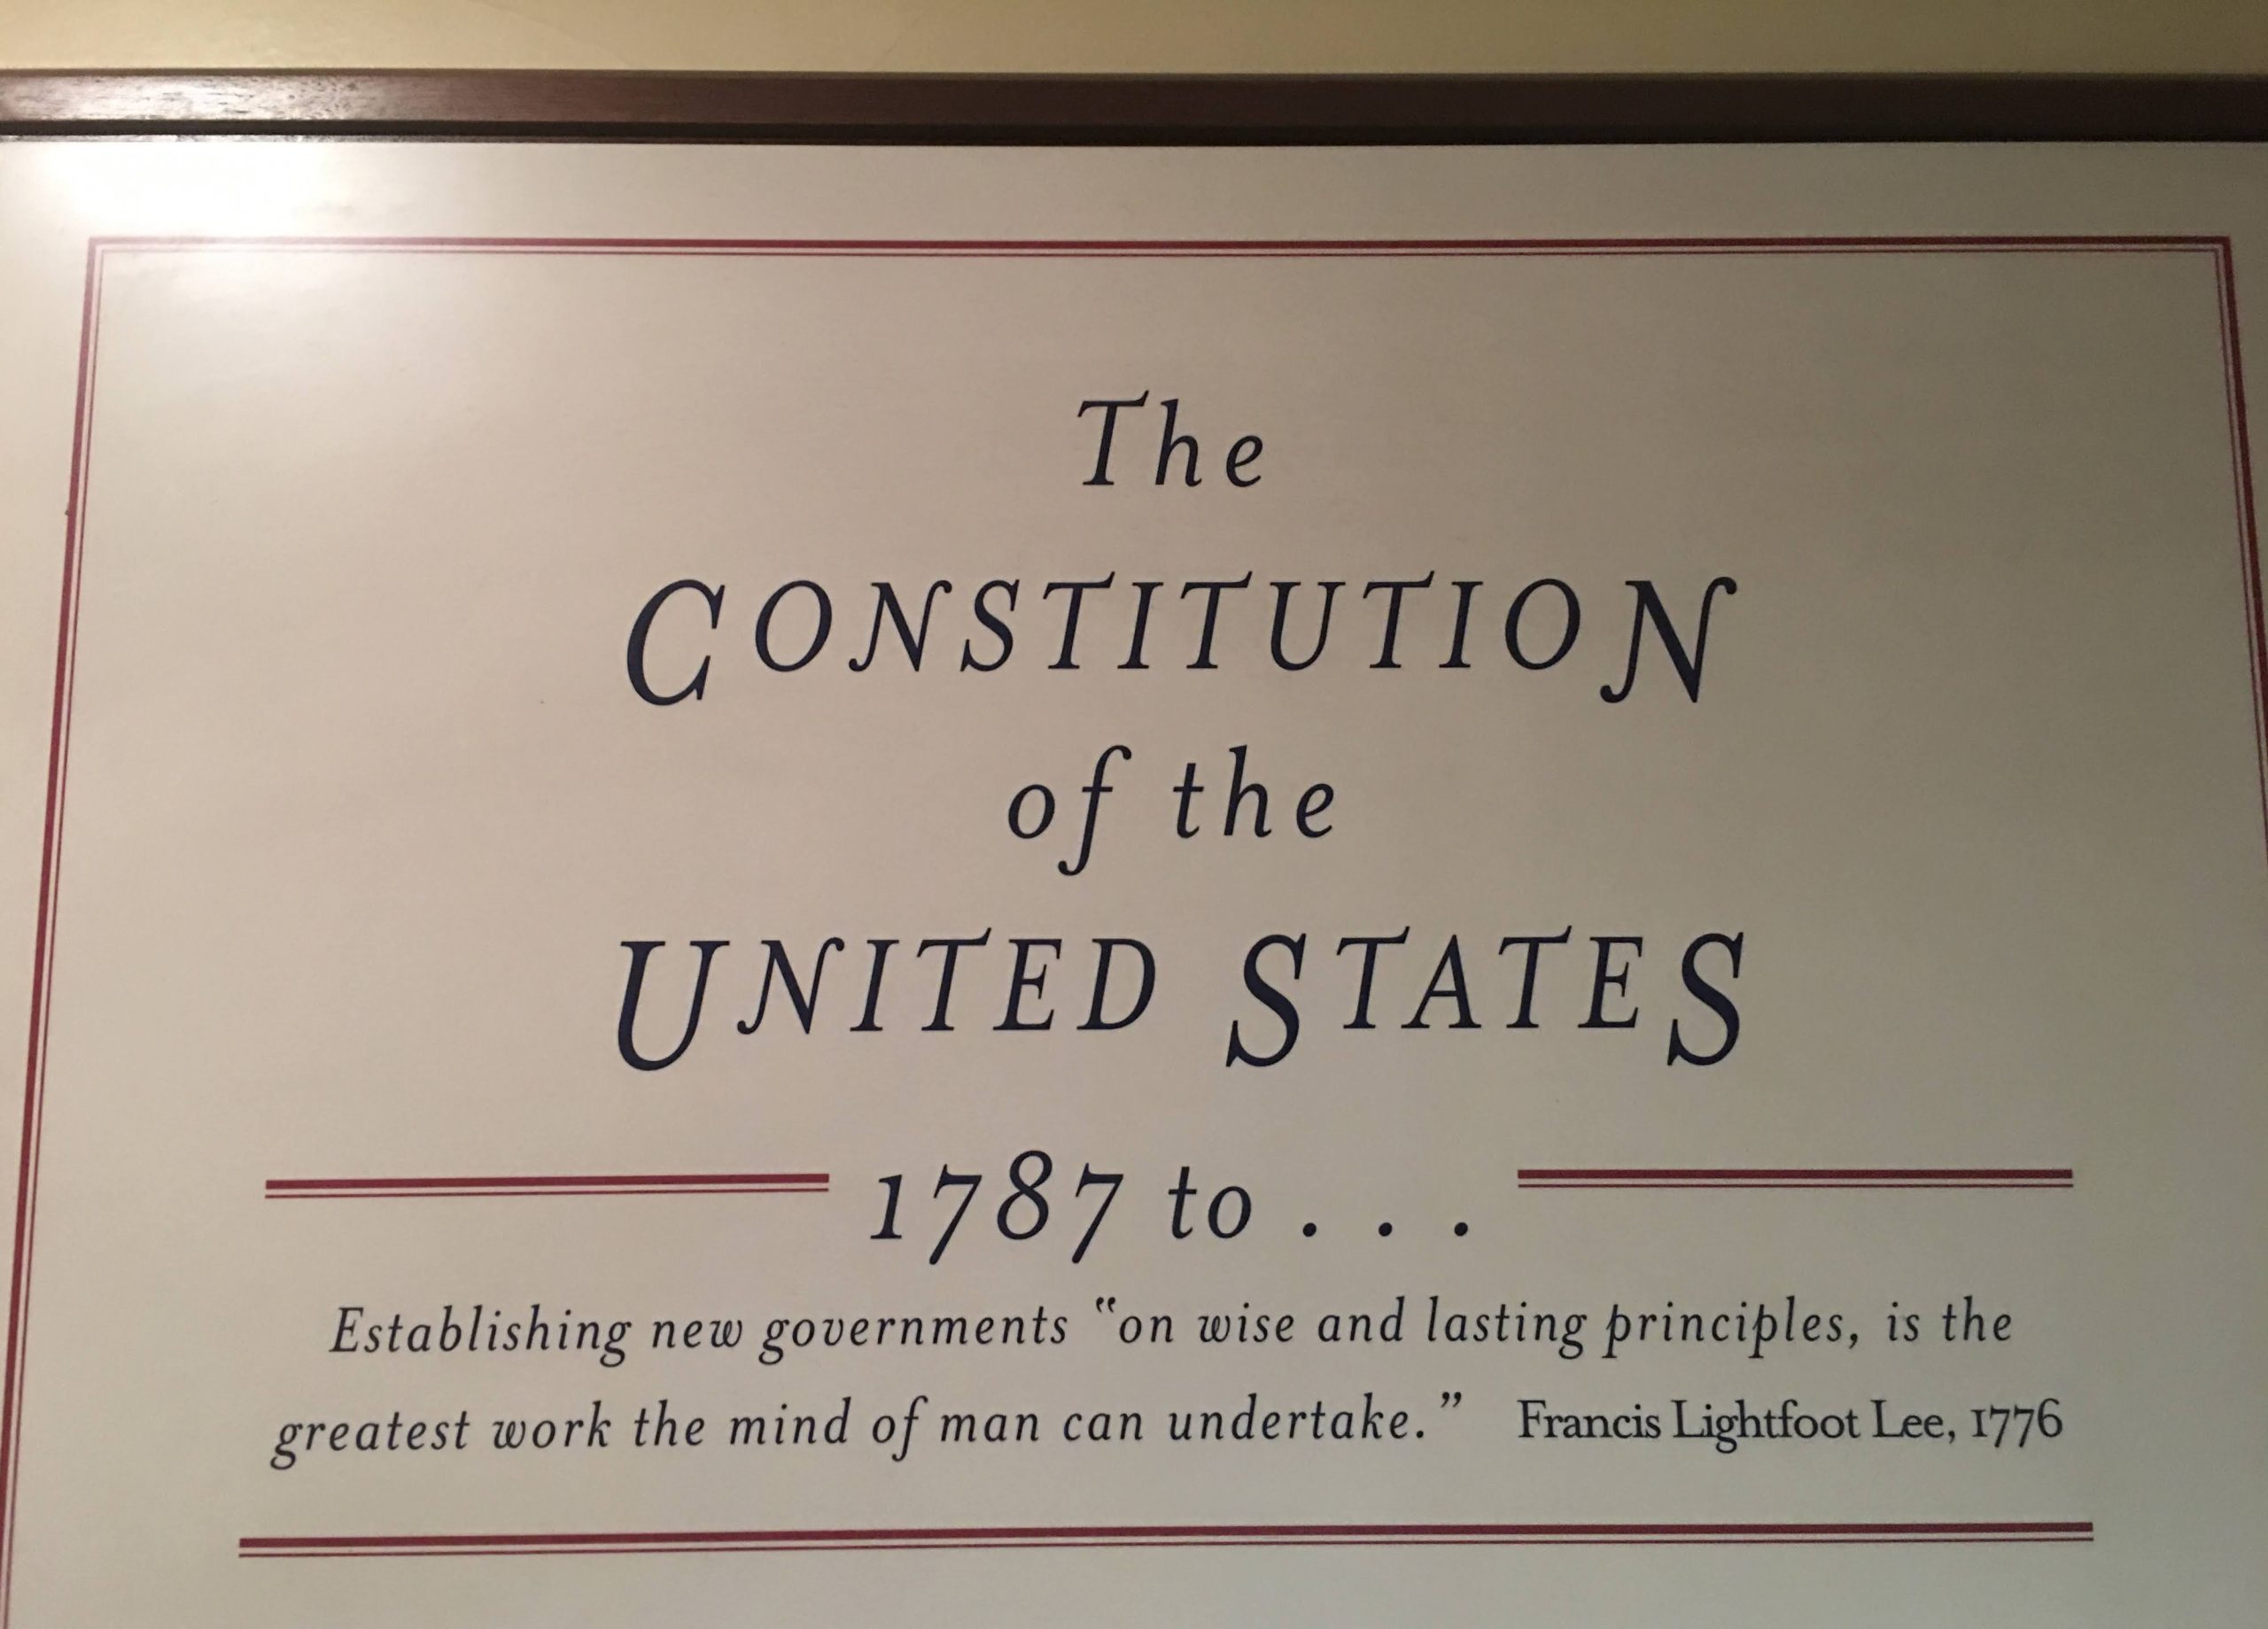 The
CONSTITUTION
of the
UNITED STATES
1787 to . . .
Establishing new governments "on wise and lasting principles, is the
greatest work the mind of man can undertake." Francis Lightfoot Lee, 1776